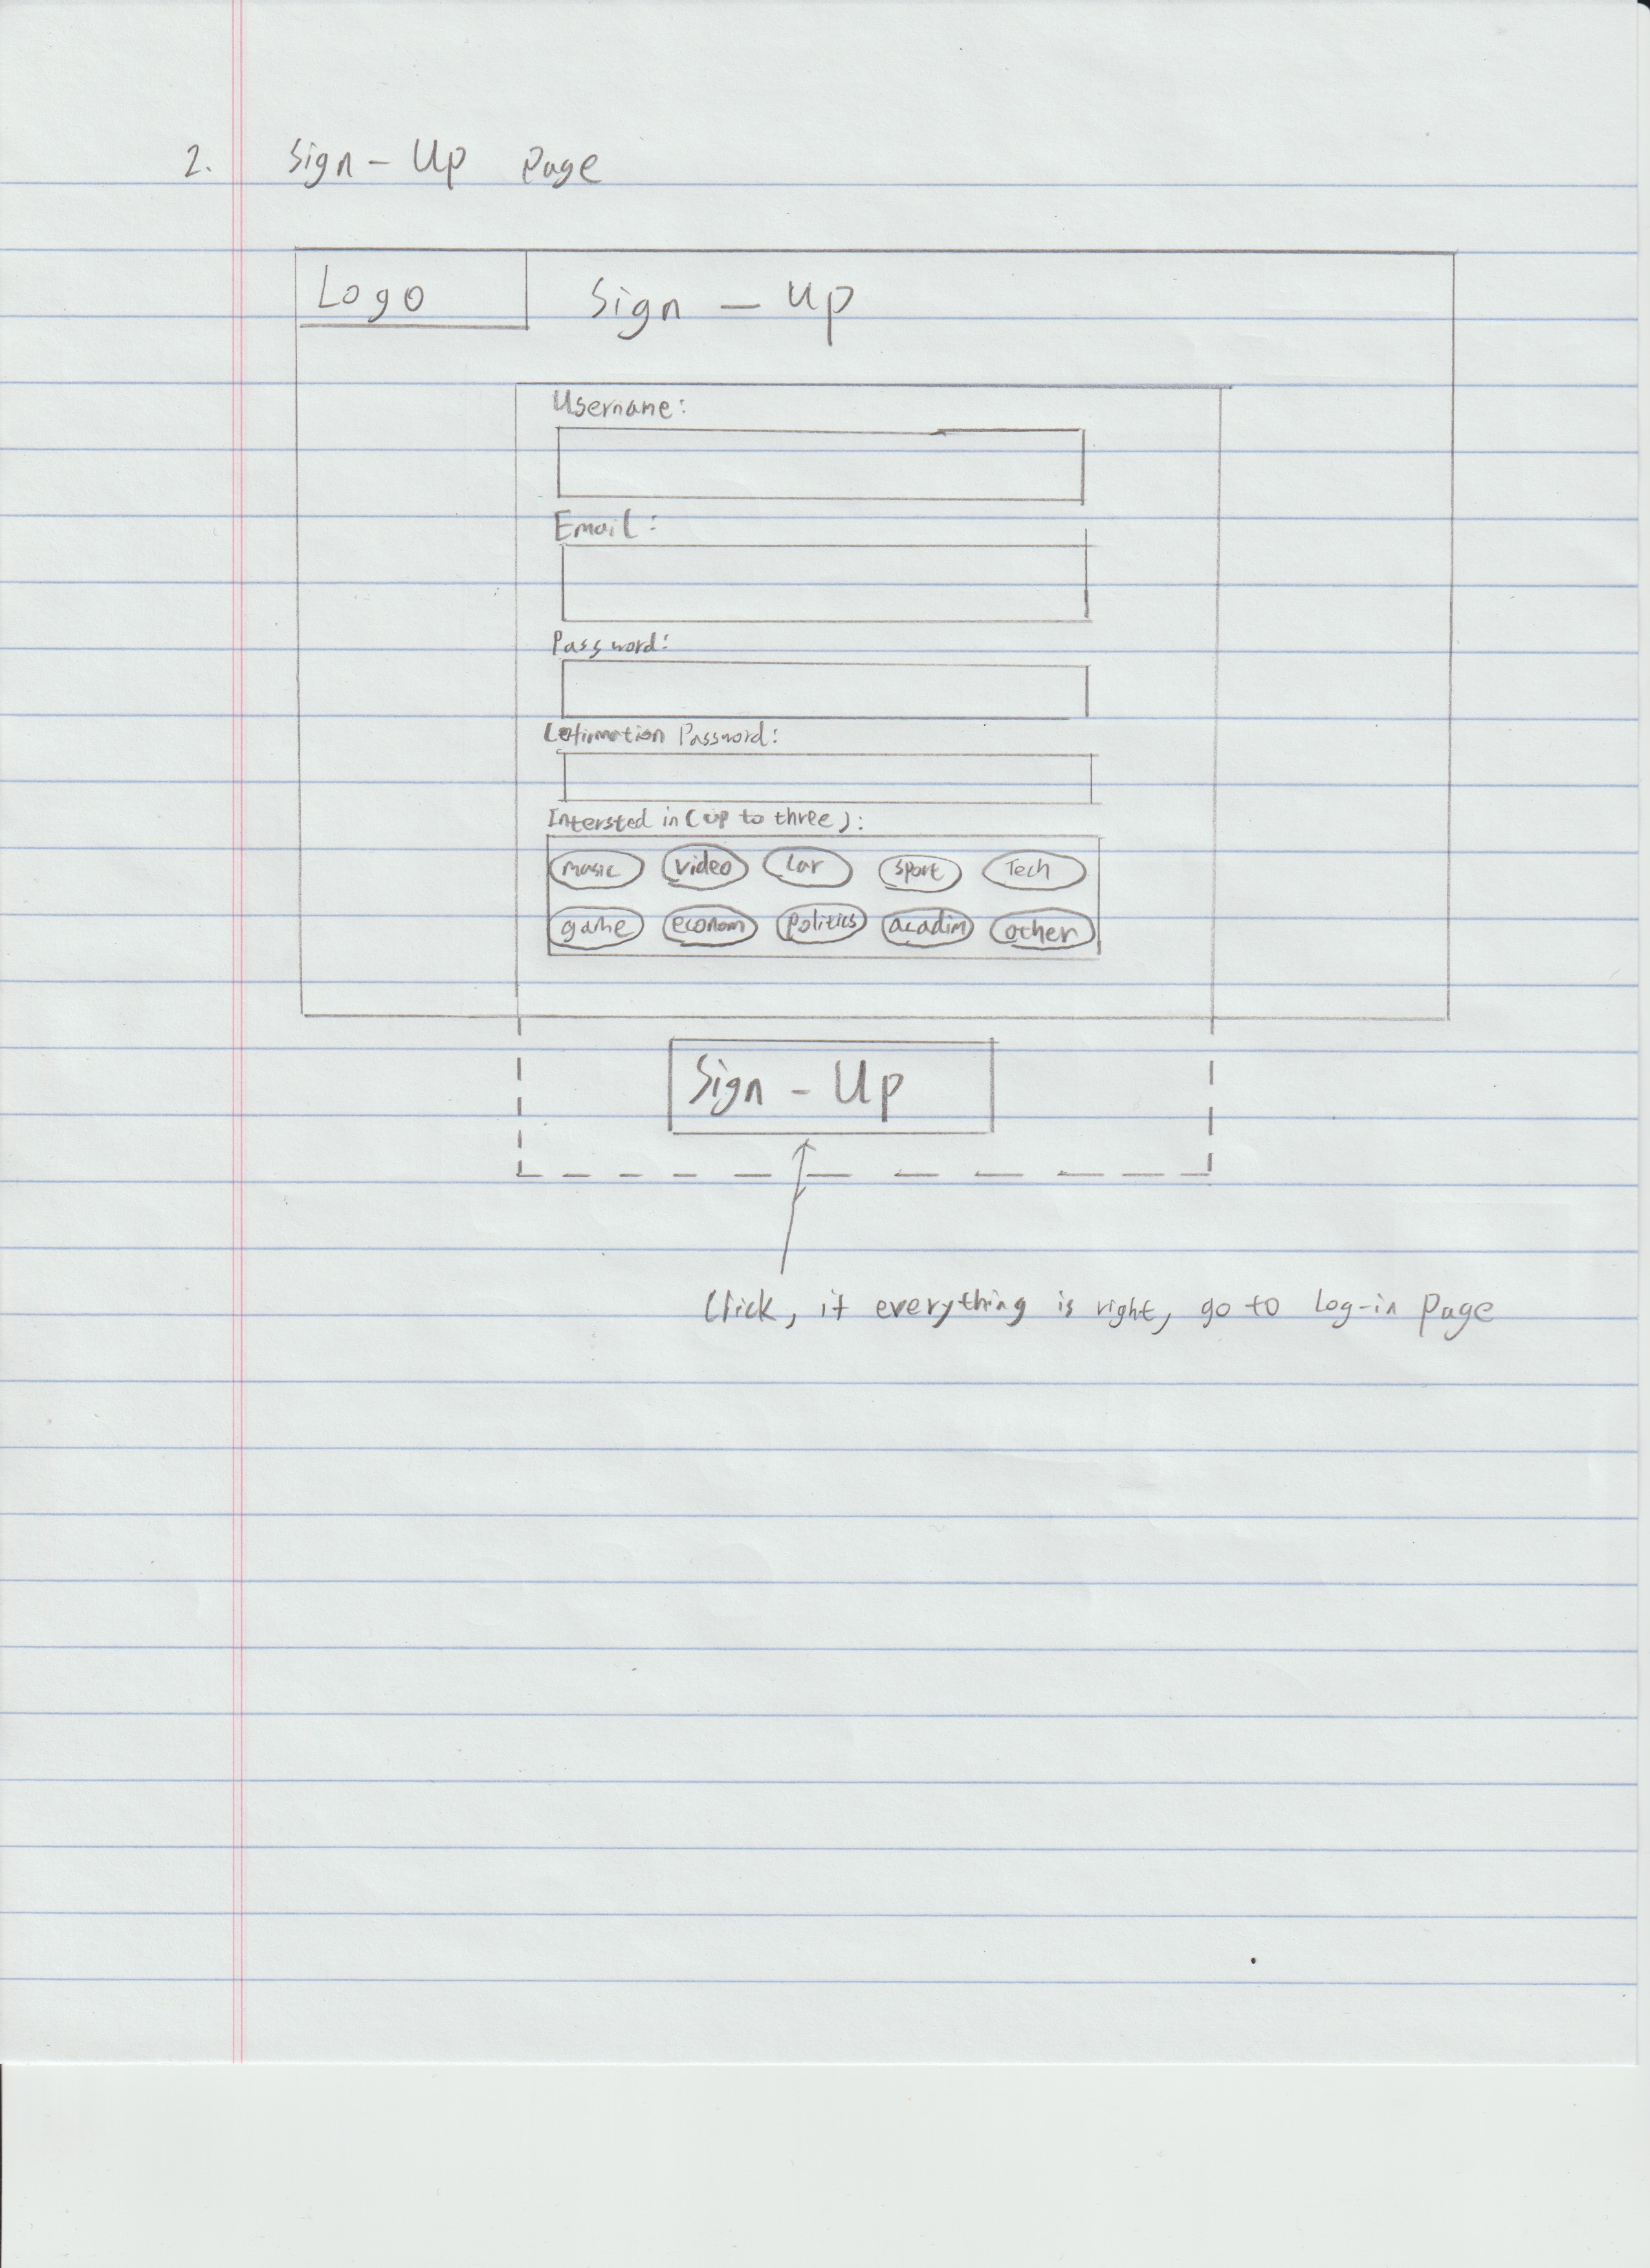 2. Sign-Up Page
Logo
Sign-Up
Username:
Email:
Password:
Cofirmation Password:
Intersted in (up to three):
music video Car sport Tech
game econom politics acadim other
Sign-Up
Click, if everything is right, go to Log-in page